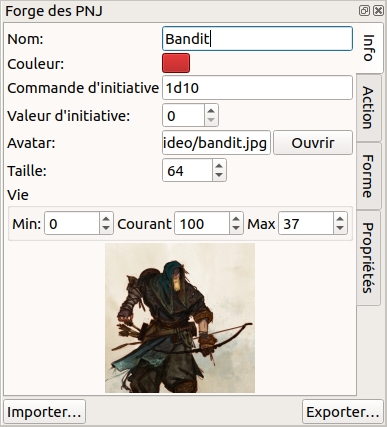 Forge des PNJ
Nom: Bandit
Couleur:
Commande d'initiative 1d10
Valeur d'initiative: 0
Avatar: ideo/bandit.jpg Ouvrir
Taille: 64
Vie
Min: 0 Courant 100 Max 37
Importer... Exporter...
Info
Action
Forme
Propriétés